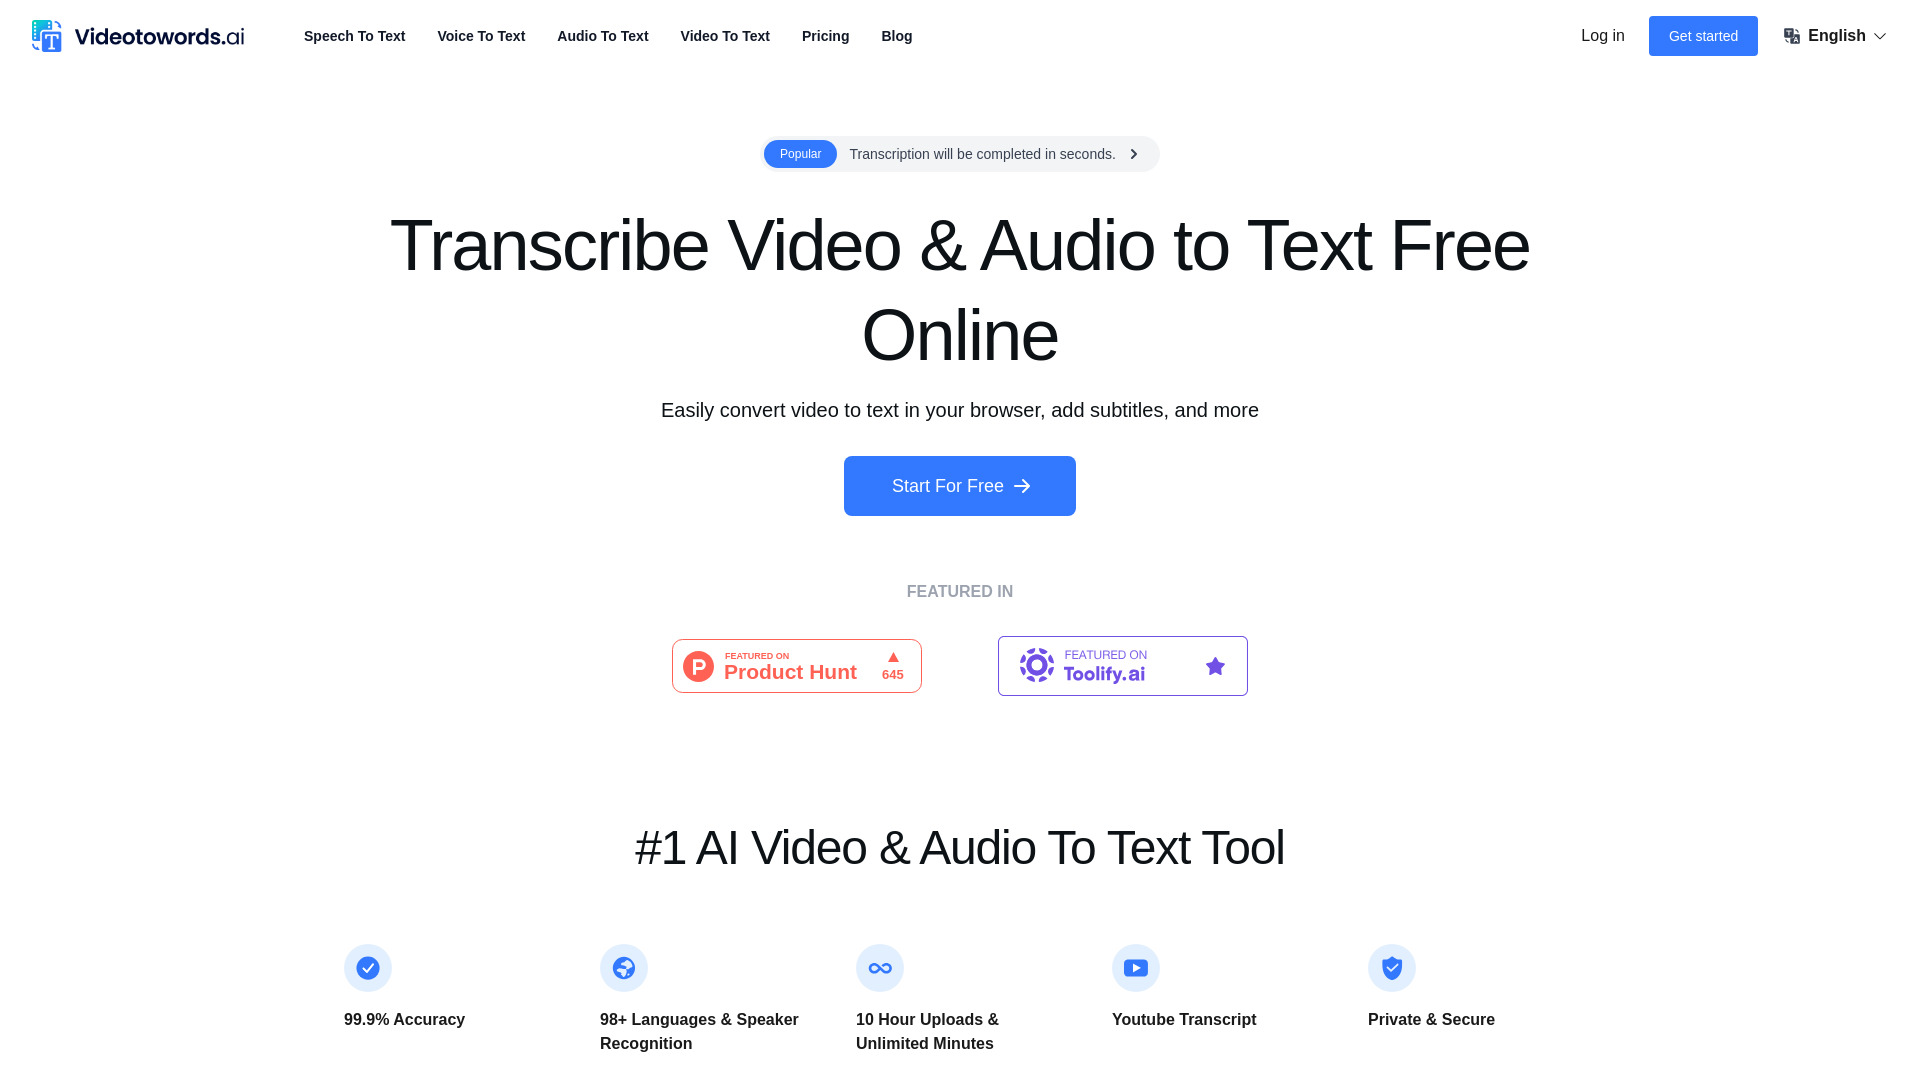 Videotowords.ai
Speech To Text
Voice To Text
Audio To Text
Video To Text
Pricing
Blog
Log in
Get started
English
Popular
Transcription will be completed in seconds.
Transcribe Video & Audio to Text Free
Online
Easily convert video to text in your browser, add subtitles, and more
Start For Free
FEATURED IN
FEATURED ON
Product Hunt
645
FEATURED ON
Toolify.ai
#1 AI Video & Audio To Text Tool
99.9% Accuracy
98+ Languages & Speaker
Recognition
10 Hour Uploads &
Unlimited Minutes
Youtube Transcript
Private & Secure